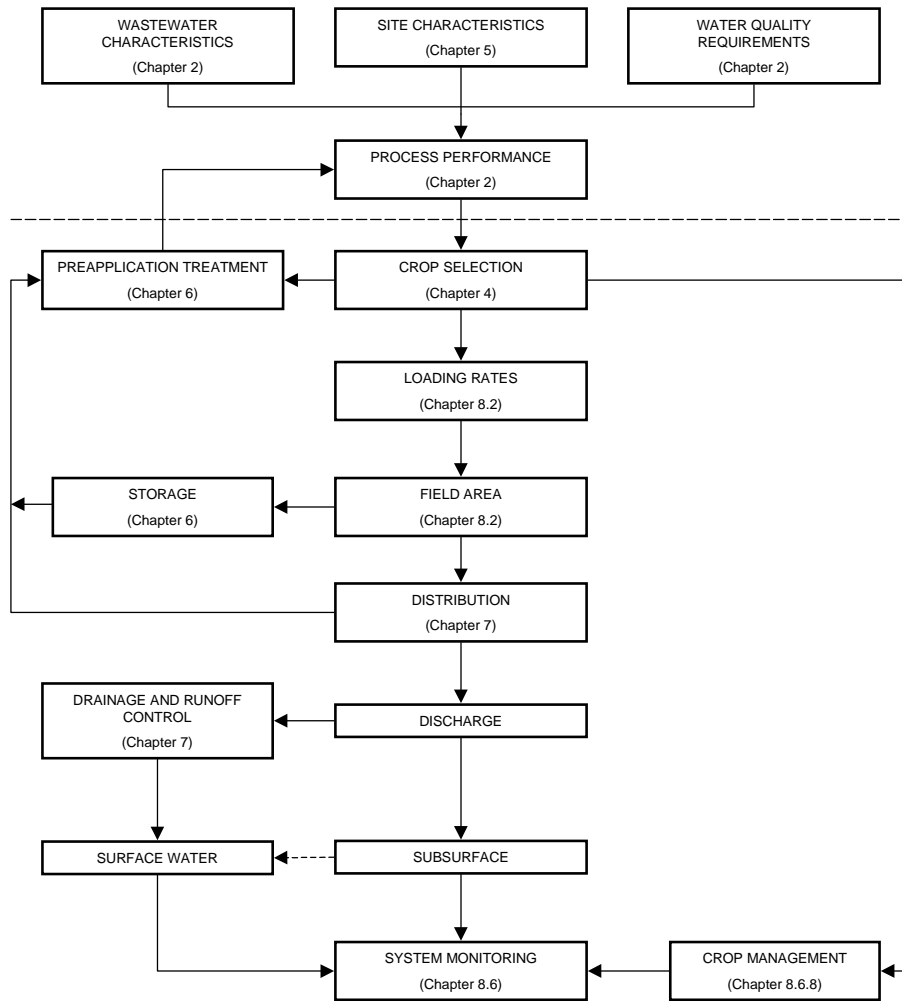 WASTEWATER
CHARACTERISTICS
(Chapter 2)
SITE CHARACTERISTICS
(Chapter 5)
WATER QUALITY
REQUIREMENTS
(Chapter 2)
PROCESS PERFORMANCE
(Chapter 2)
PREAPPLICATION TREATMENT
(Chapter 6)
CROP SELECTION
(Chapter 4)
LOADING RATES
(Chapter 8.2)
STORAGE
(Chapter 6)
FIELD AREA
(Chapter 8.2)
DISTRIBUTION
(Chapter 7)
DRAINAGE AND RUNOFF
CONTROL
(Chapter 7)
DISCHARGE
SURFACE WATER
SUBSURFACE
SYSTEM MONITORING
(Chapter 8.6)
CROP MANAGEMENT
(Chapter 8.6.8)